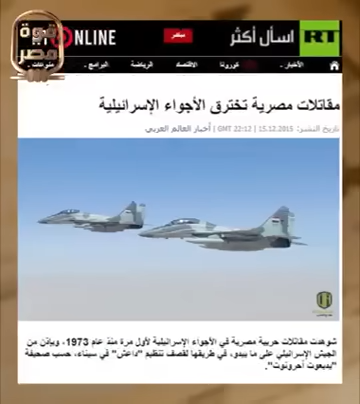 قوة
مصر
ONLINE
مباشر
اسأل أكثر
RT
الأخبار
كورونا
الاقتصاد
الرياضة
البرامج
منوعات
مقاتلات مصرية تخترق الأجواء الإسرائيلية
تاريخ النشر: 15.12.2015 | 22:12 GMT | أخبار العالم العربي
شوهدت مقاتلات حربية مصرية في الأجواء الإسرائيلية لأول مرة منذ عام 1973، وبإذن من
الجيش الإسرائيلي على ما يبدو، في طريقها لقصف تنظيم "داعش" في سيناء، حسب صحيفة
"يديعوت أحرونوت".